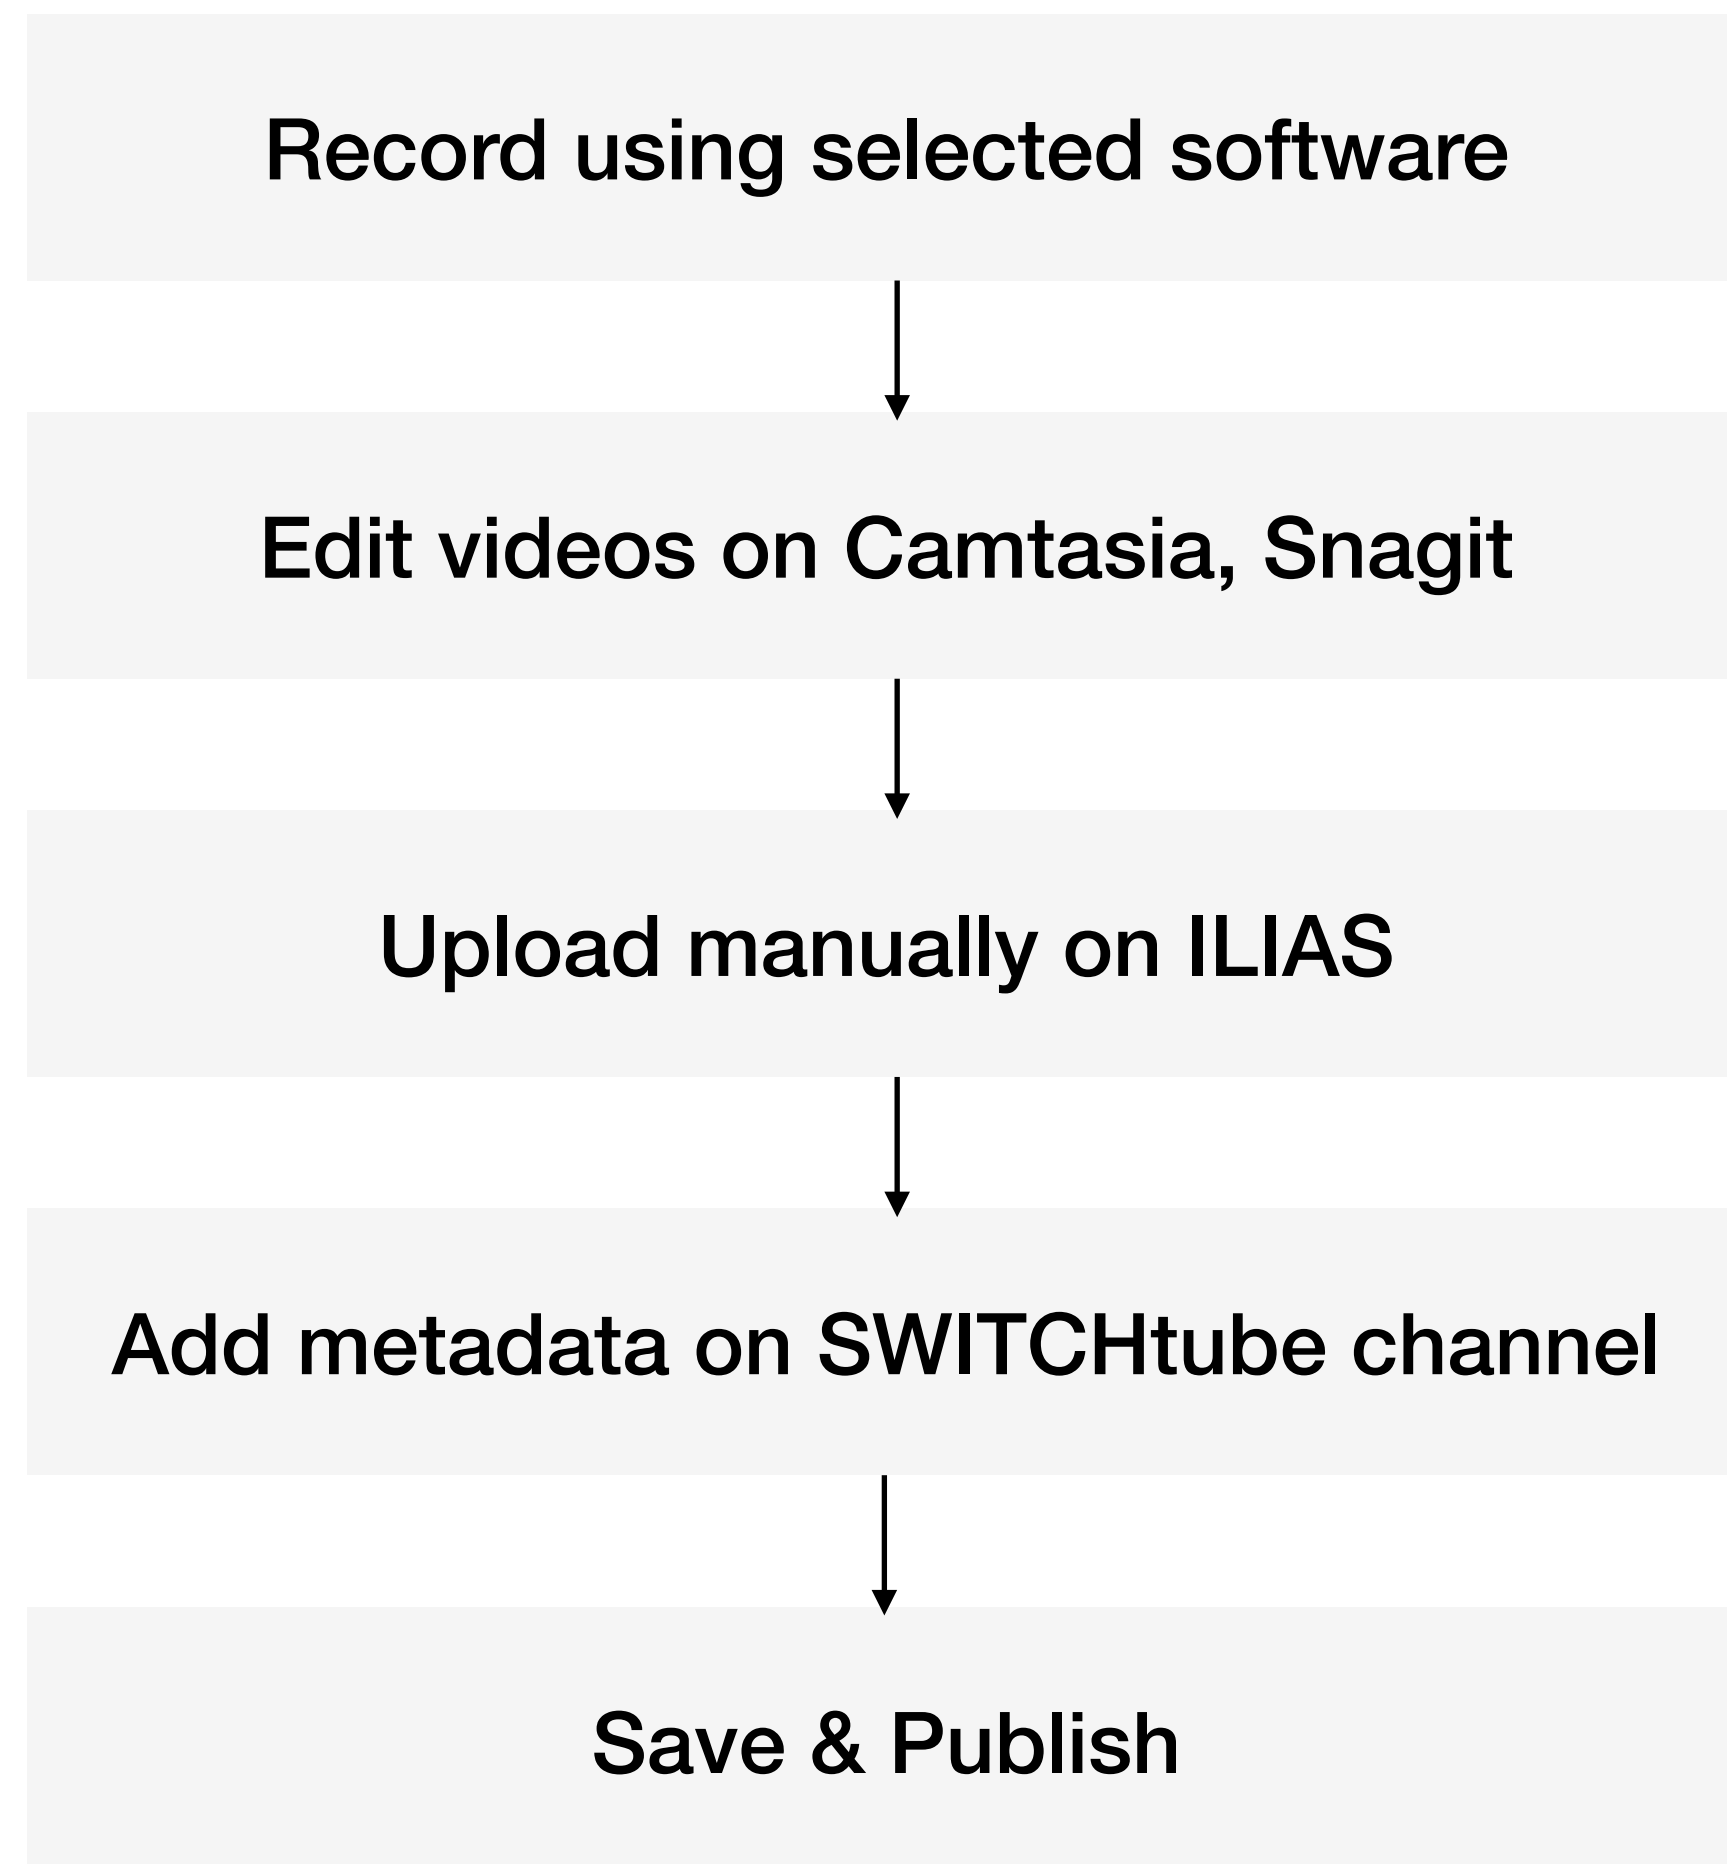 Record using selected software
Edit videos on Camtasia, Snagit
Upload manually on ILIAS
Add metadata on SWITCHtube channel
Save & Publish